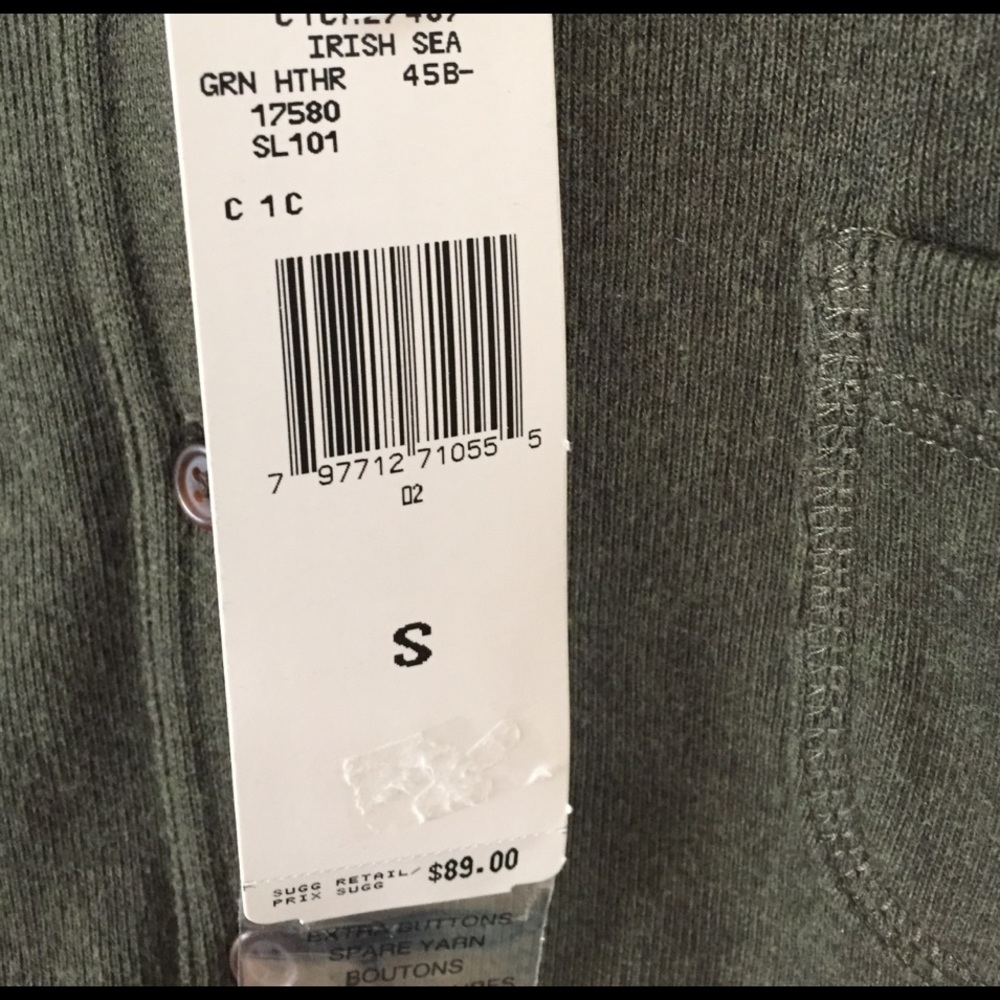 IRISH SEA
GRN HTHR 45B-
17580
SL101
C 1C
7 97712 71055 5
02
S
SUGG RETAIL/ $89.00
PRIX SUGG
EXTRA BUTTONS
SPARE YARN
BOUTONS